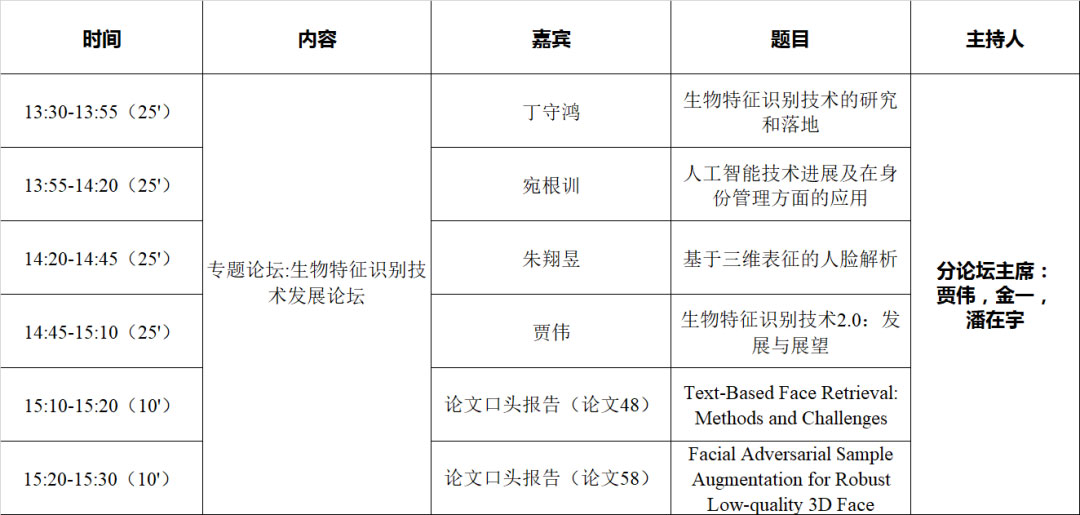 时间
内容
嘉宾
题目
主持人
13:30-13:55（25'）
丁守鸿
生物特征识别技术的研究
和落地
13:55-14:20（25'）
宛根训
人工智能技术进展及在身
份管理方面的应用
14:20-14:45（25'）
朱翔昱
基于三维表征的人脸解析
专题论坛:生物特征识别技
术发展论坛
分论坛主席：
贾伟，金一，
潘在宇
14:45-15:10（25'）
贾伟
生物特征识别技术2.0：发
展与展望
15:10-15:20（10'）
论文口头报告（论文48）
Text-Based Face Retrieval:
Methods and Challenges
15:20-15:30（10'）
论文口头报告（论文58）
Facial Adversarial Sample
Augmentation for Robust
Low-quality 3D Face